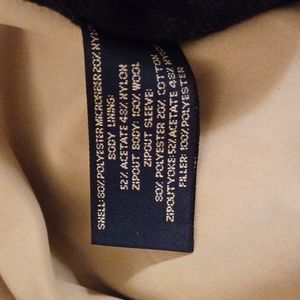 SHELL: 80% POLYESTER MICROFIBER 20% NYLON
BODY LINING:
52% ACETATE 48% NYLON
ZIPOUT BODY: 100% WOOL
ZIPOUT SLEEVE:
80% POLYESTER 20% COTTON
ZIPOUT YOKE: 52% ACETATE 48% NYLON
FILLER: 100% POLYESTER